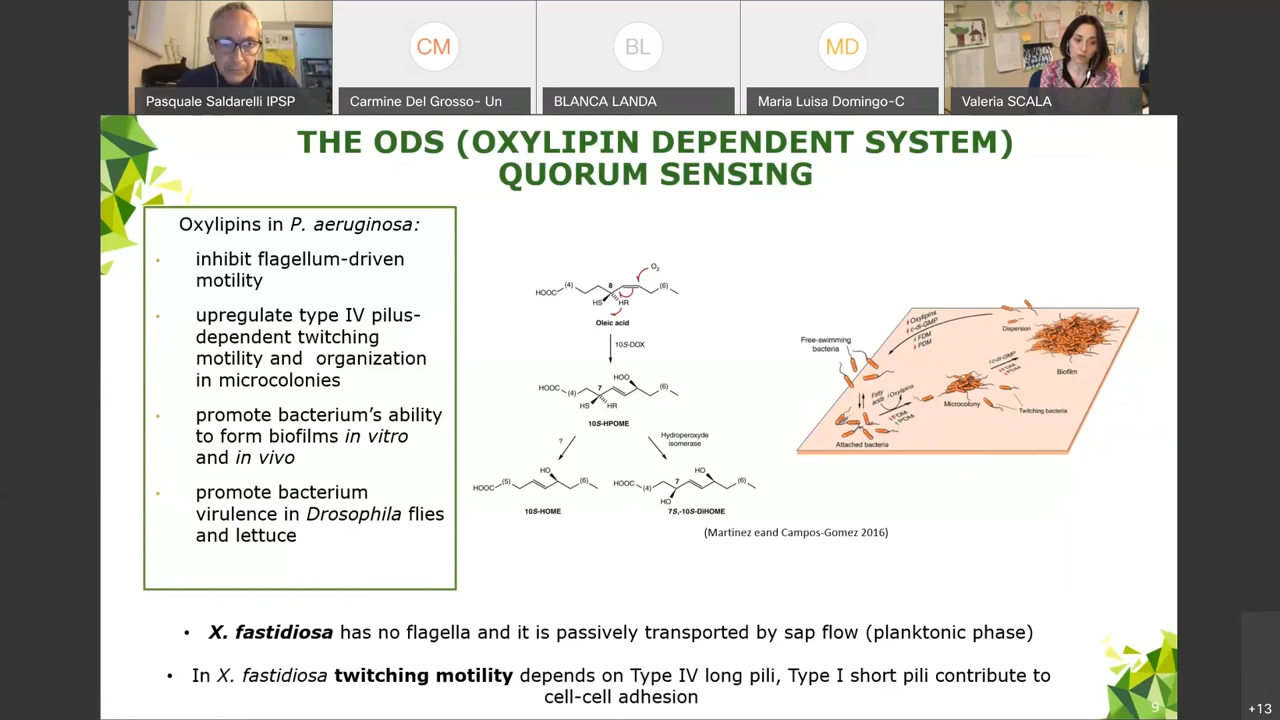 CM
BL
MD
Pasquale Saldarelli IPSP
Carmine Del Grosso- Un
BLANCA LANDA
Maria Luisa Domingo-C
Valeria SCALA
THE ODS (OXYLIPIN DEPENDENT SYSTEM)
QUORUM SENSING
Oxylipins in P. aeruginosa:
inhibit flagellum-driven
motility
upregulate type IV pilus-
dependent twitching
motility and organization
in microcolonies
promote bacterium's ability
to form biofilms in vitro
and in vivo
promote bacterium
virulence in Drosophila flies
and lettuce
O2
HOOC
(4)
8
(6)
HS
HR
Oleic acid
10S-DOX
HOO
HOOC
(4)
7
(6)
HS
HR
10S-HPOME
?
Hydroperoxyde
isomerase
HO
HOOC
(5)
(6)
10S-HOME
HO
HOOC
(4)
7
(6)
HO
7S,-10S-DiHOME
(Martinez eand Campos-Gomez 2016)
Oxylipins
c-di-GMP
FDM
PDM
Dispersion
Free-swimming
bacteria
Biofilm
c-di-GMP
FDM
PDM
Fatty
acids
Oxylipins
FDM
PDM
Microcolony
Twitching bacteria
Attached bacteria
• X. fastidiosa has no flagella and it is passively transported by sap flow (planktonic phase)
• In X. fastidiosa twitching motility depends on Type IV long pili, Type I short pili contribute to
cell-cell adhesion
9
+13